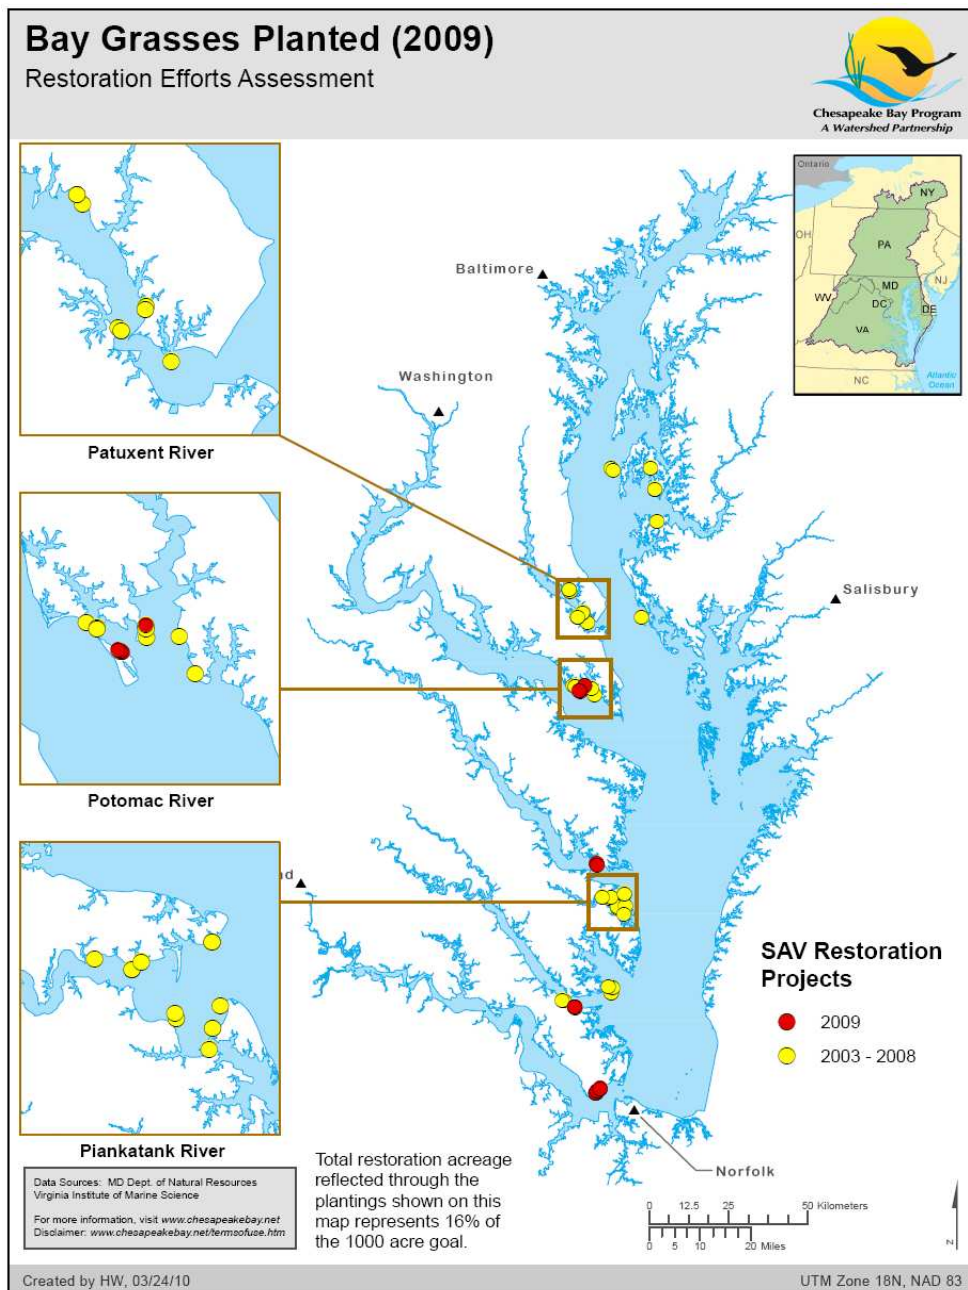 Bay Grasses Planted (2009)
Restoration Efforts Assessment
Chesapeake Bay Program
A Watershed Partnership
Ontario
NY
OH
PA
NJ
MD
WV
DC
DE
VA
NC
Atlantic
Ocean
Baltimore
Washington
Patuxent River
Salisbury
Potomac River
nd
SAV Restoration
Projects
2009
2003 - 2008
Piankatank River
Norfolk
Data Sources: MD Dept. of Natural Resources
Virginia Institute of Marine Science
For more information, visit www.chesapeakebay.net
Disclaimer: www.chesapeakebay.net/termsofuse.htm
Total restoration acreage
reflected through the
plantings shown on this
map represents 16% of
the 1000 acre goal.
0 12.5 25 50 Kilometers
0 5 10 20 Miles
N
Created by HW, 03/24/10
UTM Zone 18N, NAD 83